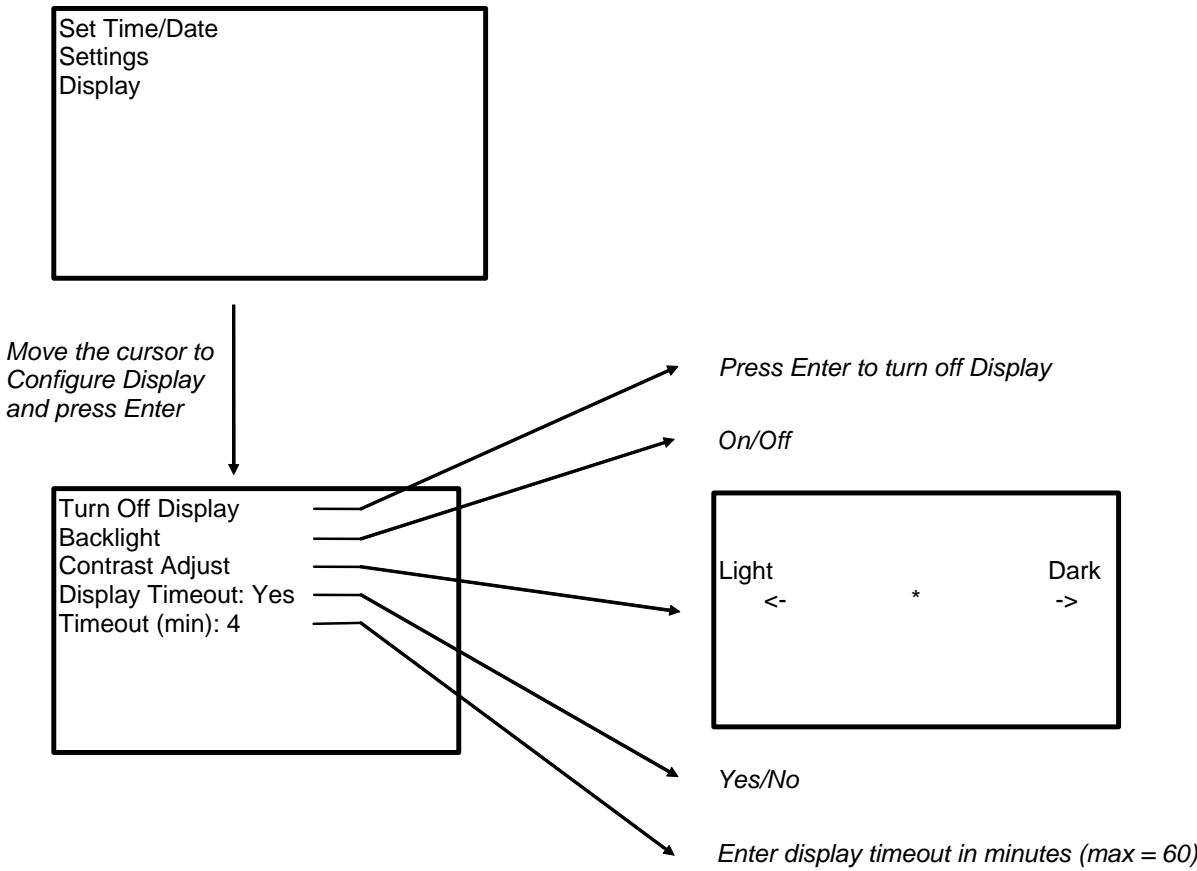 Set Time/Date
Settings
Display
Move the cursor to
Configure Display
and press Enter
Turn Off Display
Backlight
Contrast Adjust
Display Timeout: Yes
Timeout (min): 4
Press Enter to turn off Display
On/Off
Light Dark
<- * ->
Yes/No
Enter display timeout in minutes (max = 60)